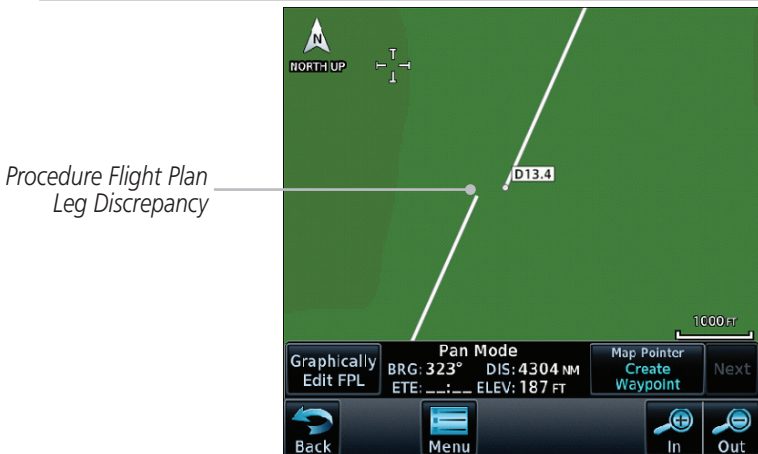 N
NORTH UP
Procedure Flight Plan
Leg Discrepancy
D13.4
1000 FT
Graphically
Edit FPL
Pan Mode
BRG: 323° DIS: 4304 NM
ETE: __:__ ELEV: 187 FT
Map Pointer
Create
Waypoint
Next
Back
Menu
In
Out